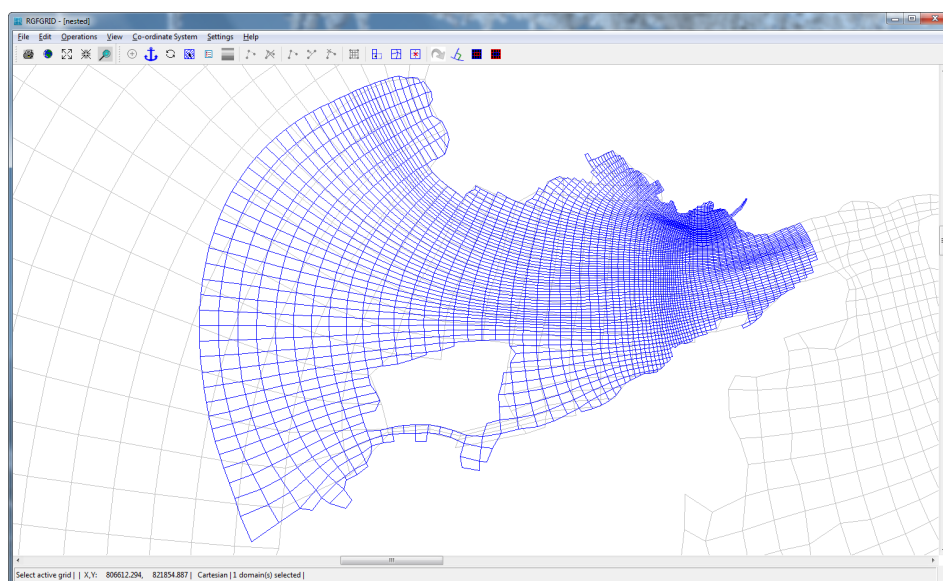 RGFGRID - [nested]
File Edit Operations View Co-ordinate System Settings Help
Select active grid | | X,Y: 806612.294, 821854.887 | Cartesian | 1 domain(s) selected |